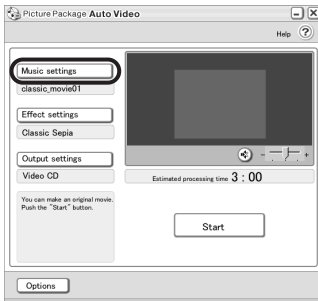 Picture Package Auto Video
Help ?
Music settings
classic_movie01
Effect settings
Classic Sepia
Output settings
Video CD
- +
Estimated processing time 3 : 00
You can make an original movie.
Push the "Start" button.
Start
Options